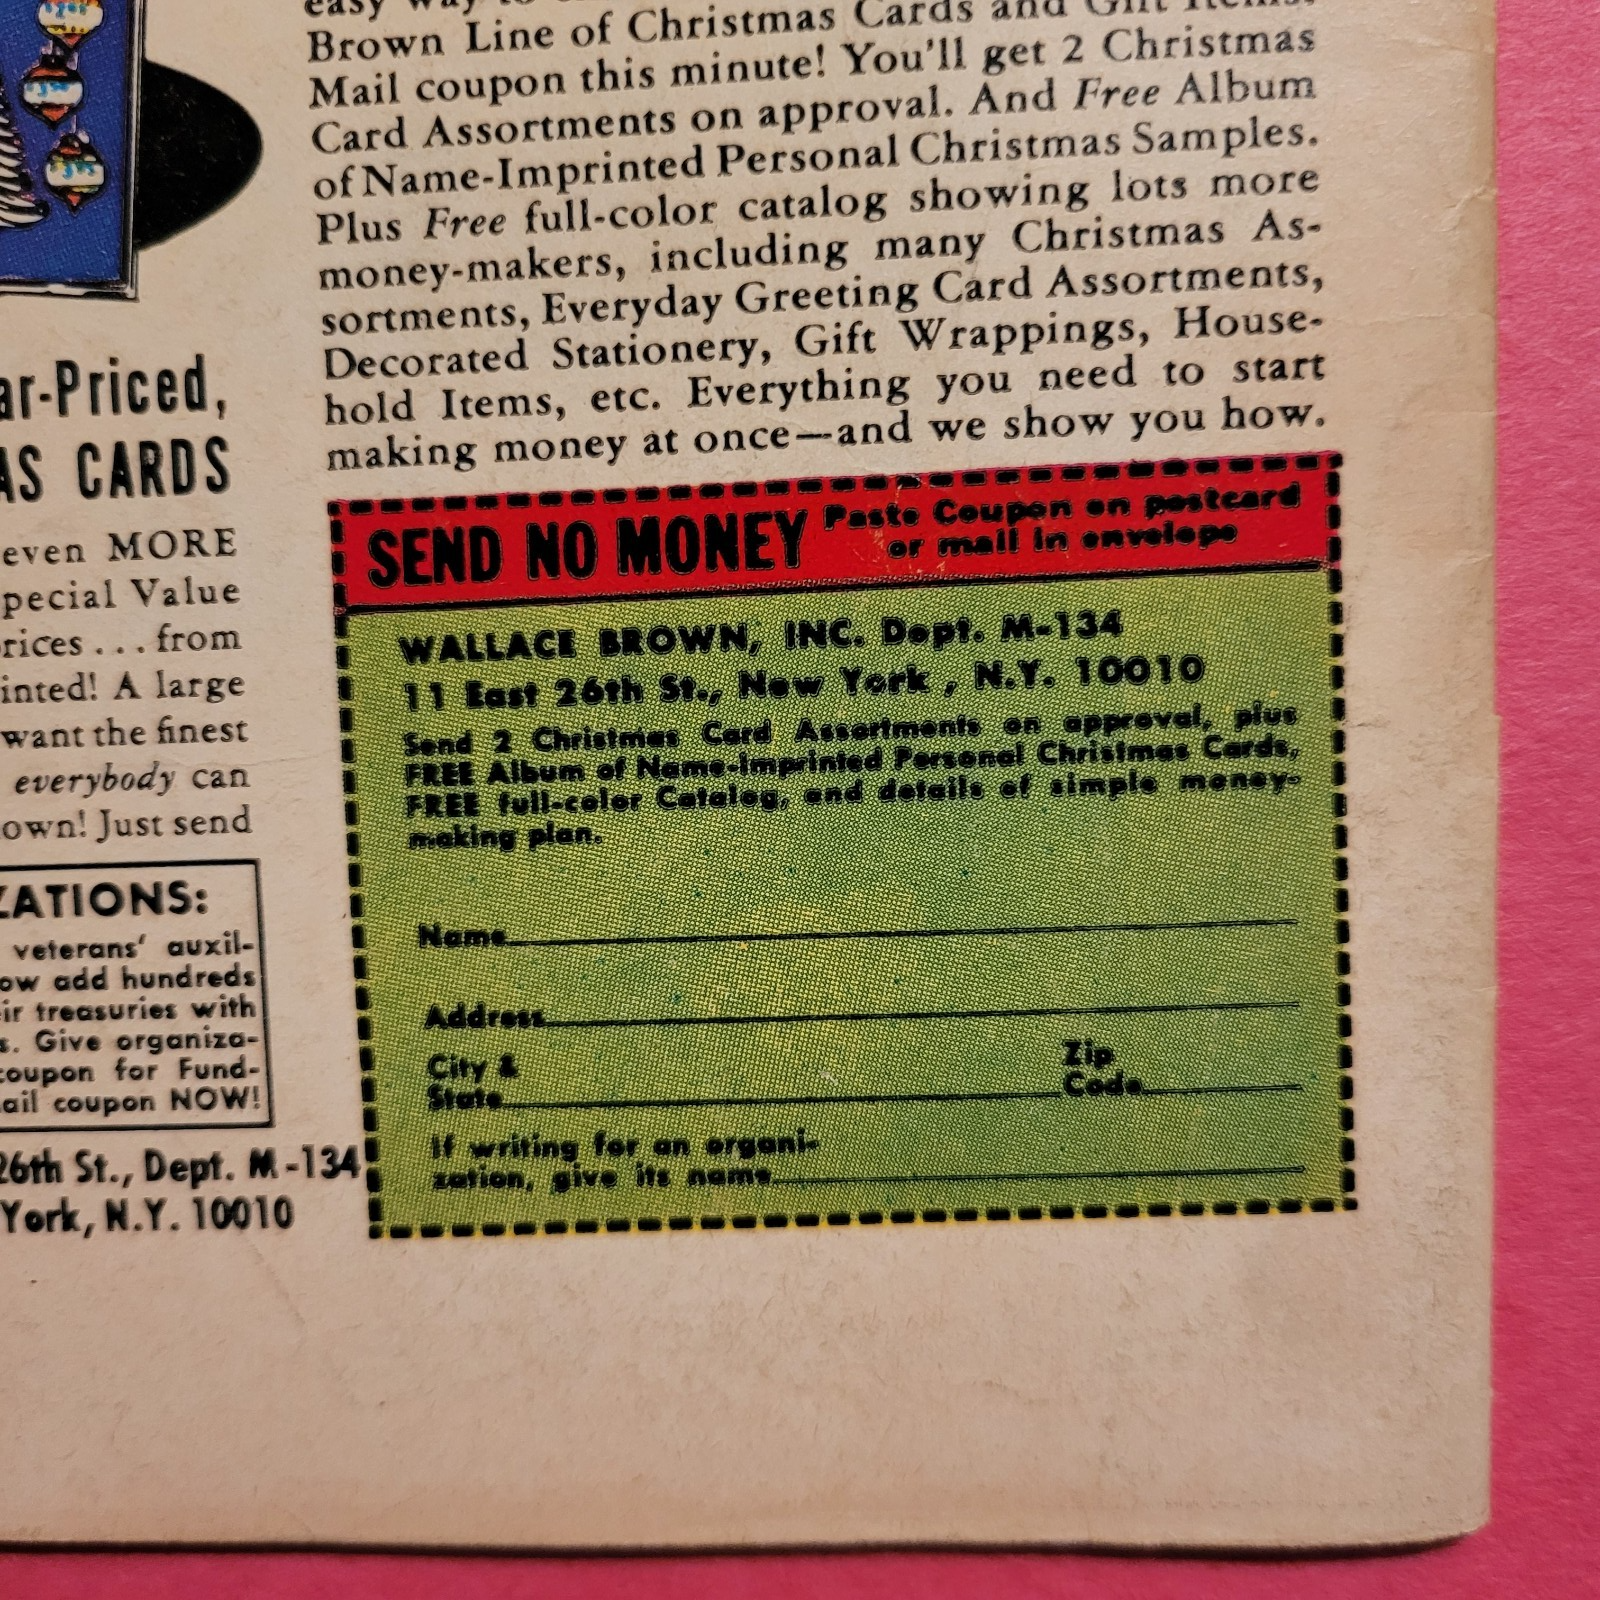 ar-Priced,
AS CARDS
even MORE
pecial Value
rices . . . from
inted! A large
want the finest
everybody can
own! Just send
ZATIONS:
veterans' auxil-
ow add hundreds
eir treasuries with
s. Give organiza-
coupon for Fund-
ail coupon NOW!
26th St., Dept. M-134
York, N.Y. 10010
easy way to
Brown Line of Christmas Cards and Gift Items.
Mail coupon this minute! You'll get 2 Christmas
Card Assortments on approval. And Free Album
of Name-Imprinted Personal Christmas Samples.
Plus Free full-color catalog showing lots more
money-makers, including many Christmas As-
sortments, Everyday Greeting Card Assortments,
Decorated Stationery, Gift Wrappings, House-
hold Items, etc. Everything you need to start
making money at once—and we show you how.
SEND NO MONEY Paste Coupon on postcard
or mail in envelope
WALLACE BROWN, INC. Dept. M-134
11 East 26th St., New York , N.Y. 10010
Send 2 Christmas Card Assortments on approval, plus
FREE Album of Name-Imprinted Personal Christmas Cards,
FREE full-color Catalog, and details of simple money-
making plan.
Name
Address
City &
State
Zip
Code
If writing for an organi-
zation, give its name